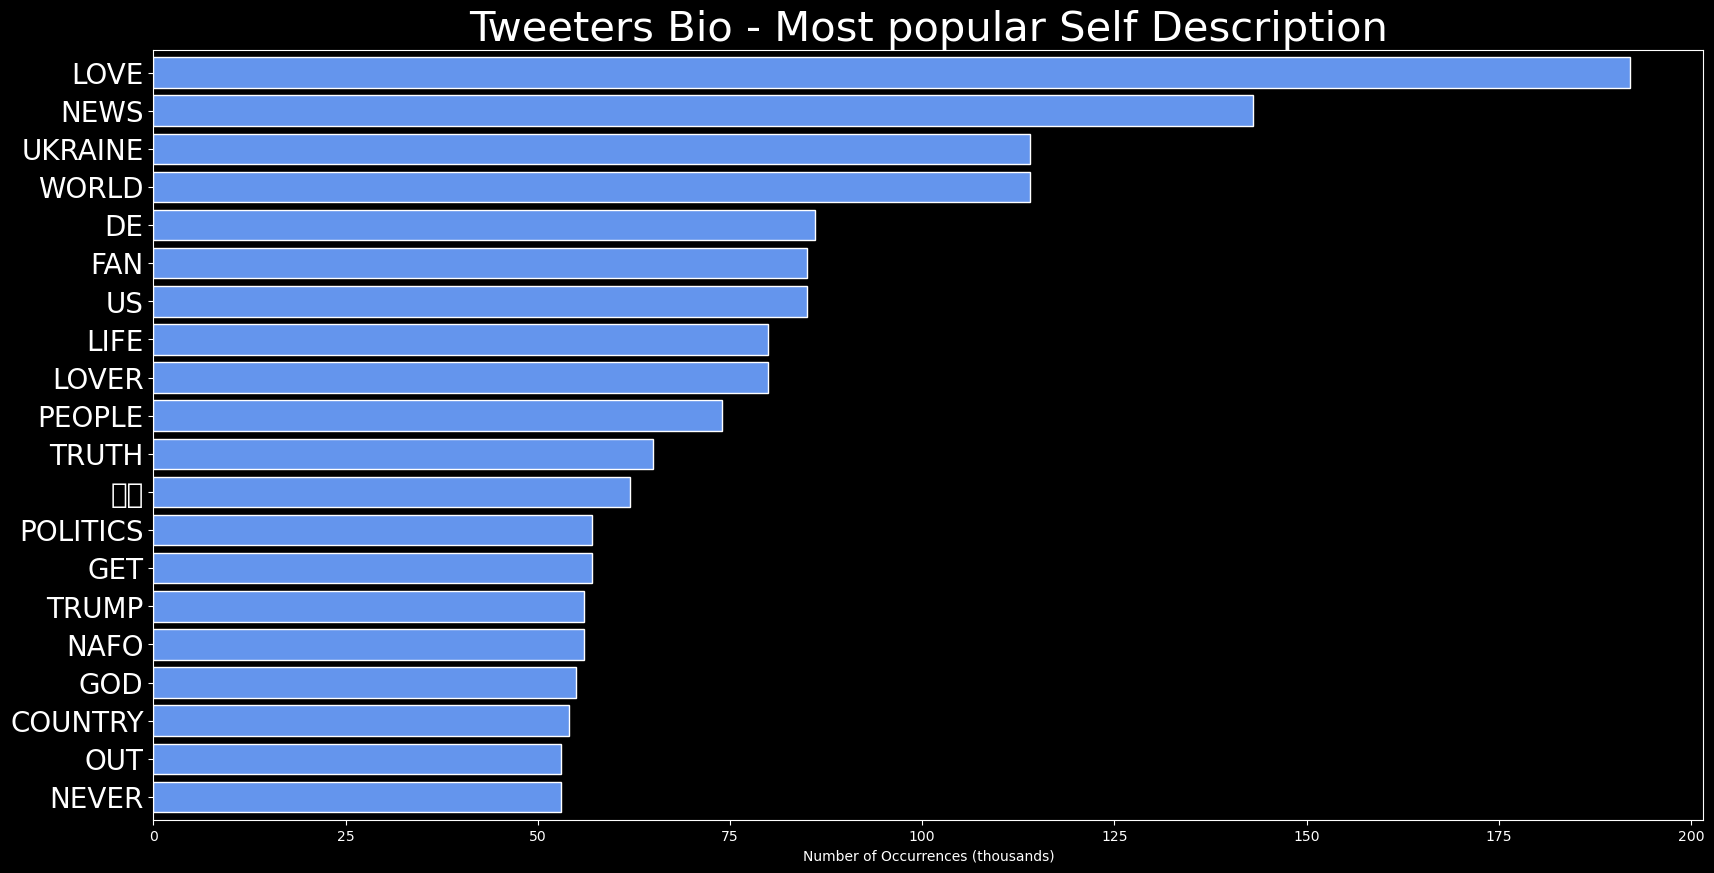 Tweeters Bio - Most popular Self Description
LOVE
NEWS
UKRAINE
WORLD
DE
FAN
US
LIFE
LOVER
PEOPLE
TRUTH
POLITICS
GET
TRUMP
NAFO
GOD
COUNTRY
OUT
NEVER
0 25 50 75 100 125 150 175 200
Number of Occurrences (thousands)